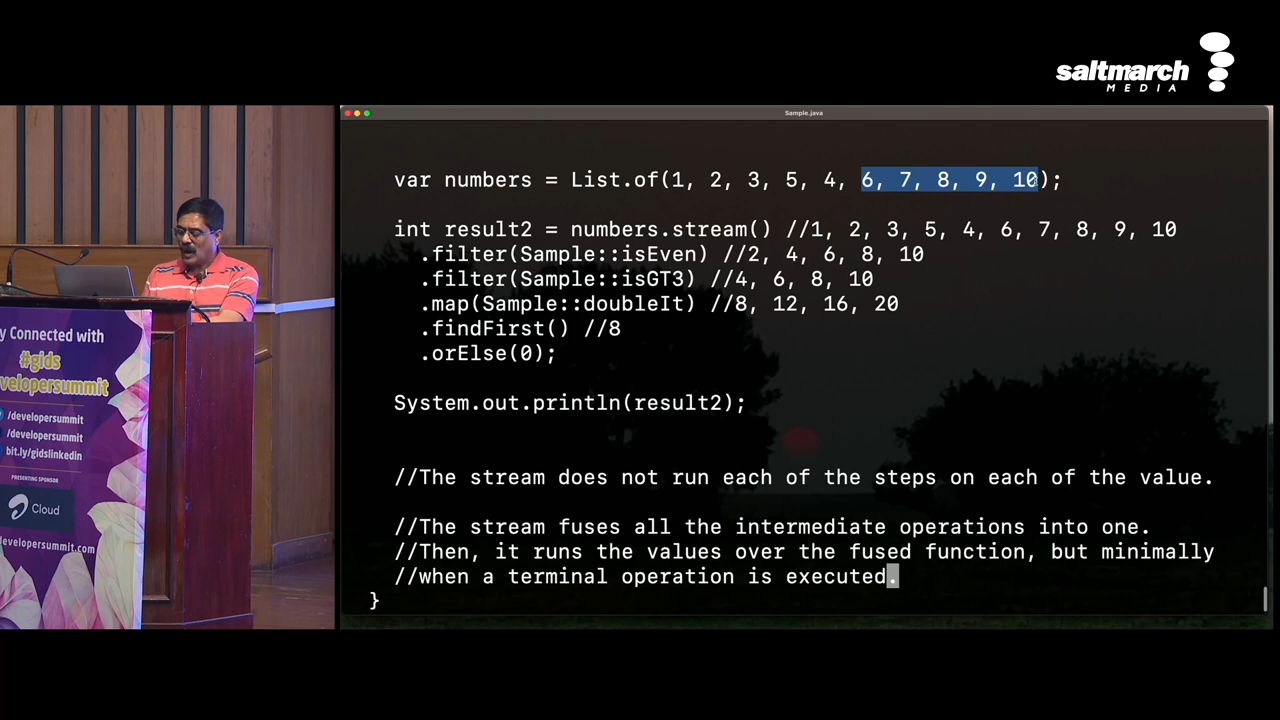 saltmarch
MEDIA
Sample.java
var numbers = List.of(1, 2, 3, 5, 4, 6, 7, 8, 9, 10);
int result2 = numbers.stream() //1, 2, 3, 5, 4, 6, 7, 8, 9, 10
.filter(Sample::isEven) //2, 4, 6, 8, 10
.filter(Sample::isGT3) //4, 6, 8, 10
.map(Sample::doubleIt) //8, 12, 16, 20
.findFirst() //8
.orElse(0);
System.out.println(result2);
//The stream does not run each of the steps on each of the value.
//The stream fuses all the intermediate operations into one.
//Then, it runs the values over the fused function, but minimally
//when a terminal operation is executed.
}
y Connected with
#gids
velopersummit
/developersummit
/developersummit
bit.ly/gidslinkedin
PRESENTING SPONSOR
Cloud
developersummit.com